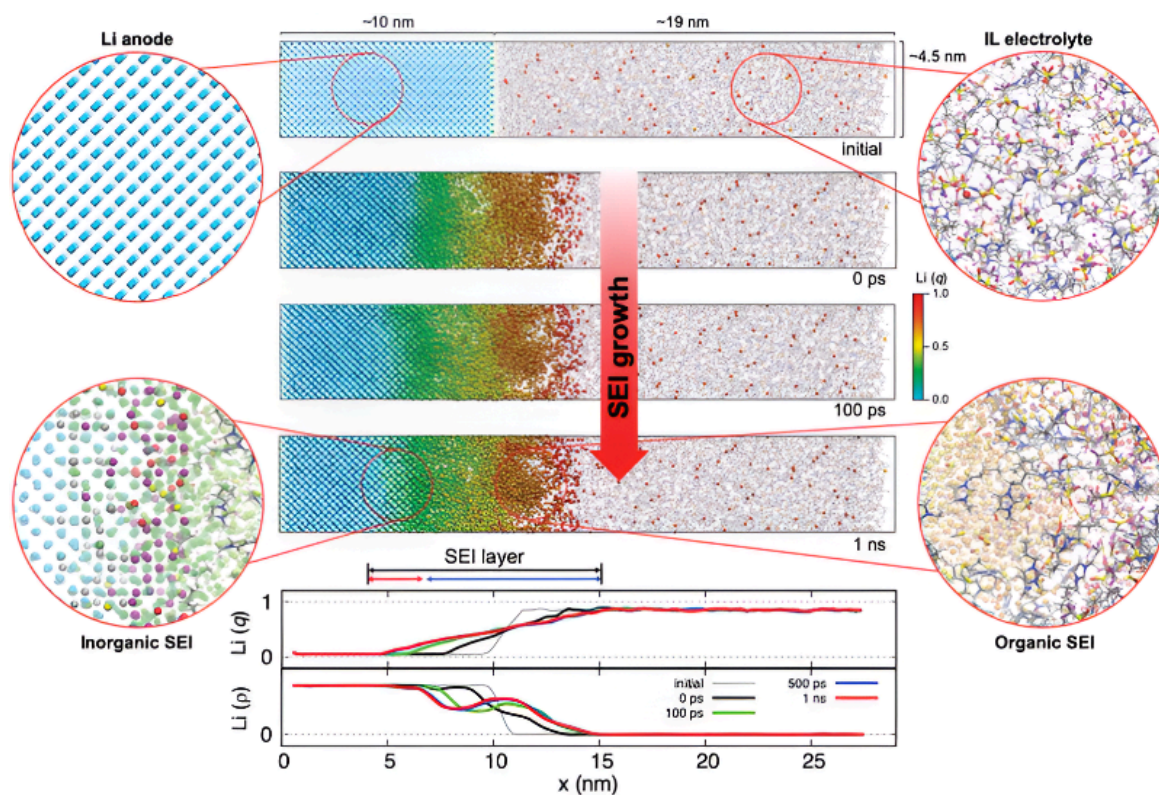 ~10 nm
~19 nm
Li anode
IL electrolyte
~4.5 nm
initial
0 ps
Li (q)
1.0
0.5
0.0
SEI growth
100 ps
1 ns
SEI layer
Inorganic SEI
Organic SEI
Li (q)
1
0
Li (ρ)
0
initial
0 ps
100 ps
500 ps
1 ns
0
5
10
15
20
25
x (nm)